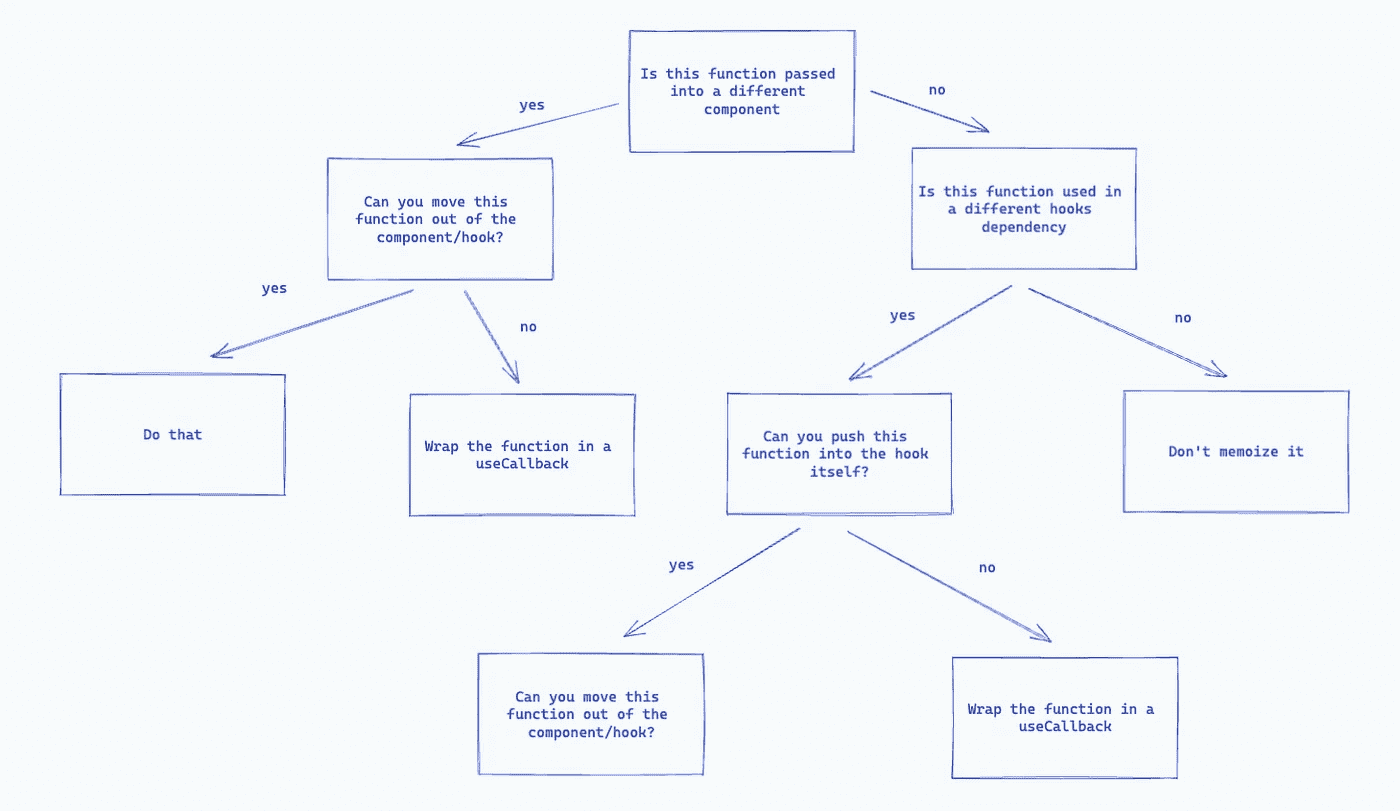 Is this function passed
into a different
component
yes
no
Can you move this
function out of the
component/hook?
Is this function used in
a different hooks
dependency
yes
no
yes
no
Do that
Wrap the function in a
useCallback
Can you push this
function into the hook
itself?
Don't memoize it
yes
no
Can you move this
function out of the
component/hook?
Wrap the function in a
useCallback